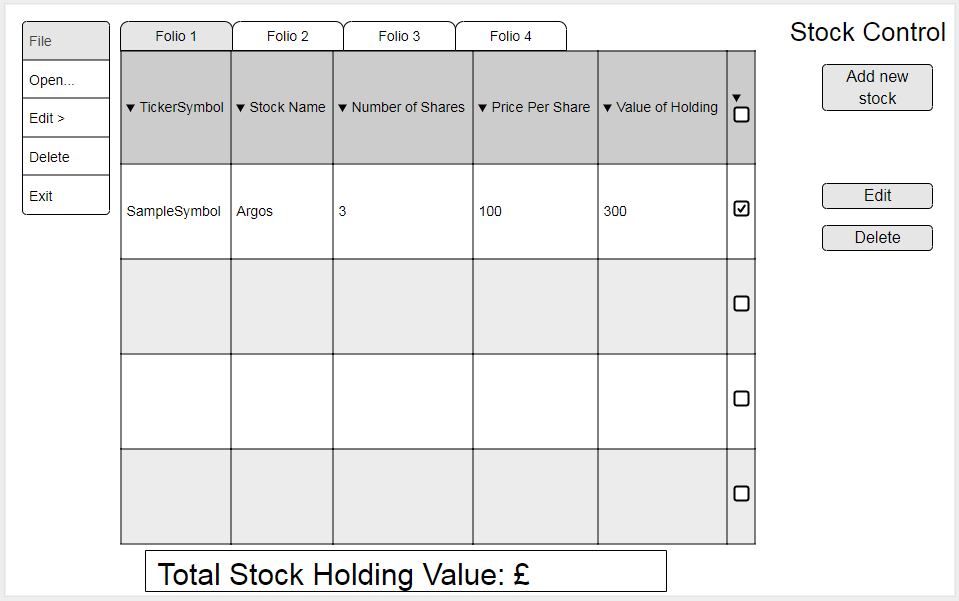 File
Open...
Edit >
Delete
Exit
Folio 1
Folio 2
Folio 3
Folio 4
▼ TickerSymbol
▼ Stock Name
▼ Number of Shares
▼ Price Per Share
▼ Value of Holding
▼
SampleSymbol
Argos
3
100
300
Total Stock Holding Value: £
Stock Control
Add new
stock
Edit
Delete